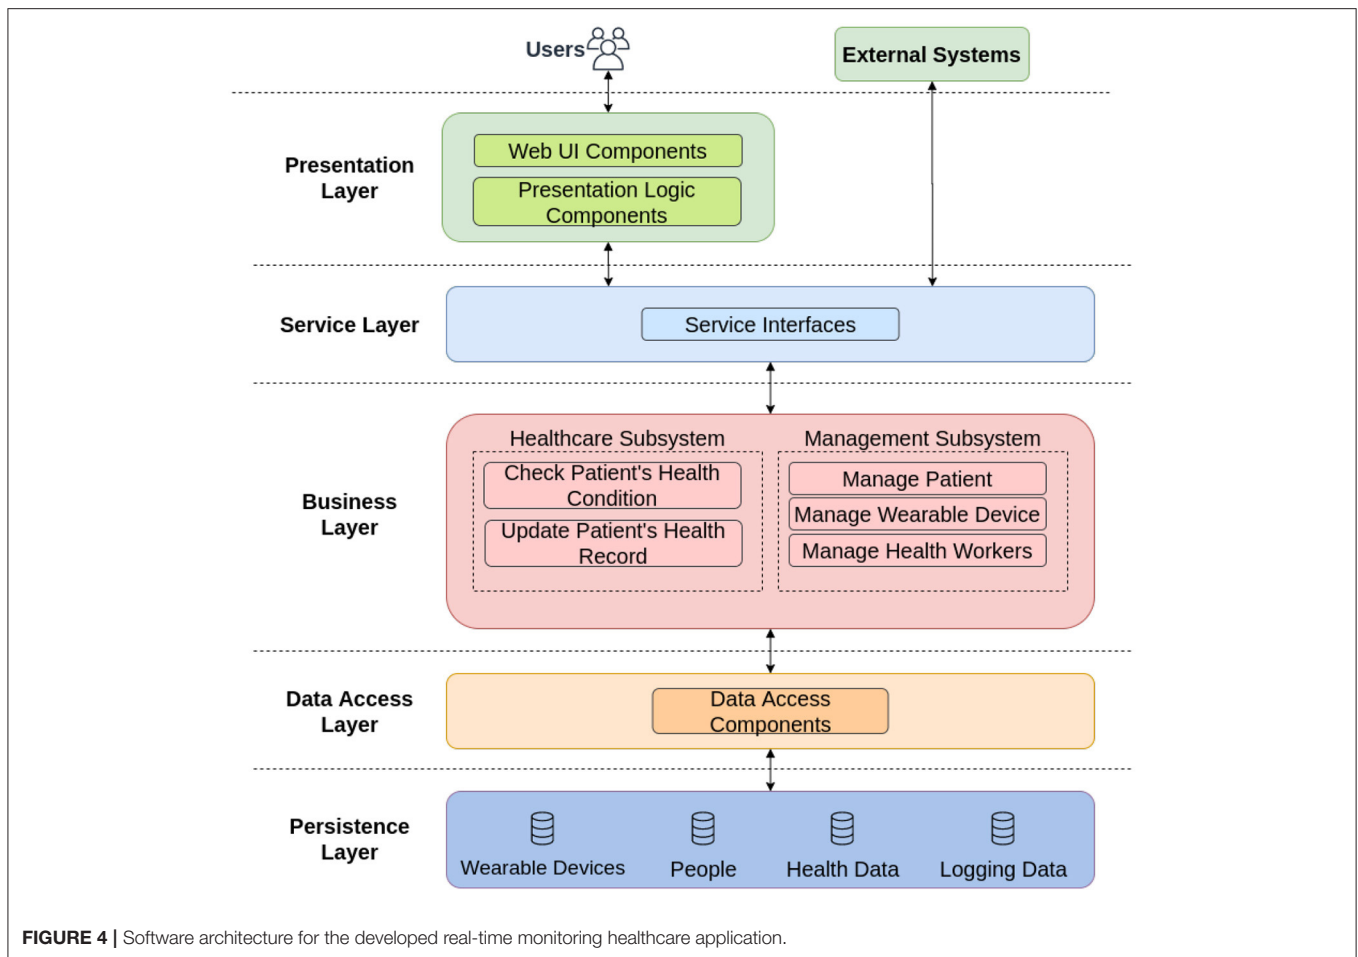 Users
External Systems
Presentation
Layer
Web UI Components
Presentation Logic
Components
Service Layer
Service Interfaces
Business
Layer
Healthcare Subsystem
Check Patient's Health
Condition
Update Patient's Health
Record
Management Subsystem
Manage Patient
Manage Wearable Device
Manage Health Workers
Data Access
Layer
Data Access
Components
Persistence
Layer
Wearable Devices
People
Health Data
Logging Data
FIGURE 4 | Software architecture for the developed real-time monitoring healthcare application.